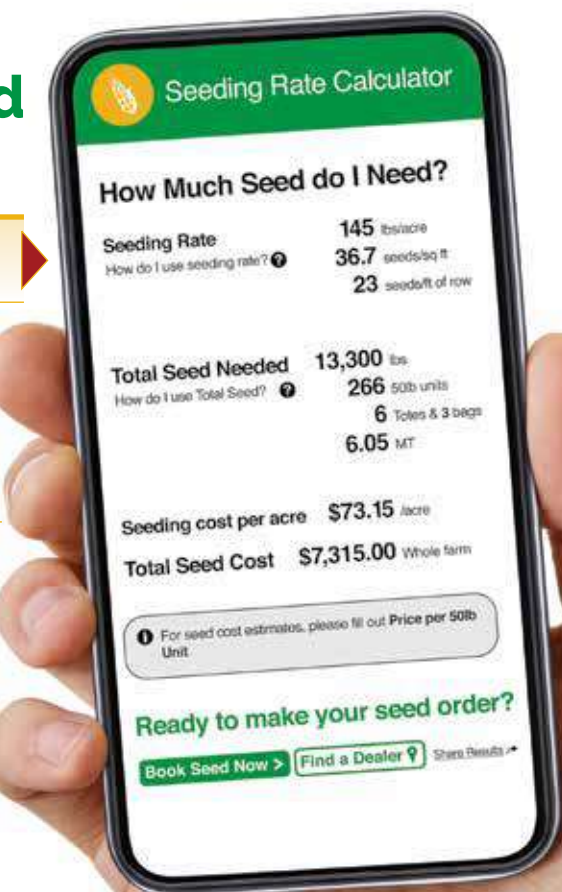 d
Seeding Rate Calculator
How Much Seed do I Need?
Seeding Rate 145 lbs/acre
How do I use seeding rate? ? 36.7 seeds/sq ft
23 seeds/ft of row
Total Seed Needed 13,300 lbs
How do I use Total Seed? ? 266 50lb units
6 Totes & 3 bags
6.05 MT
Seeding cost per acre $73.15 /acre
Total Seed Cost $7,315.00 Whole farm
For seed cost estimates, please fill out Price per 50lb
Unit
Ready to make your seed order?
Book Seed Now > Find a Dealer Share Results